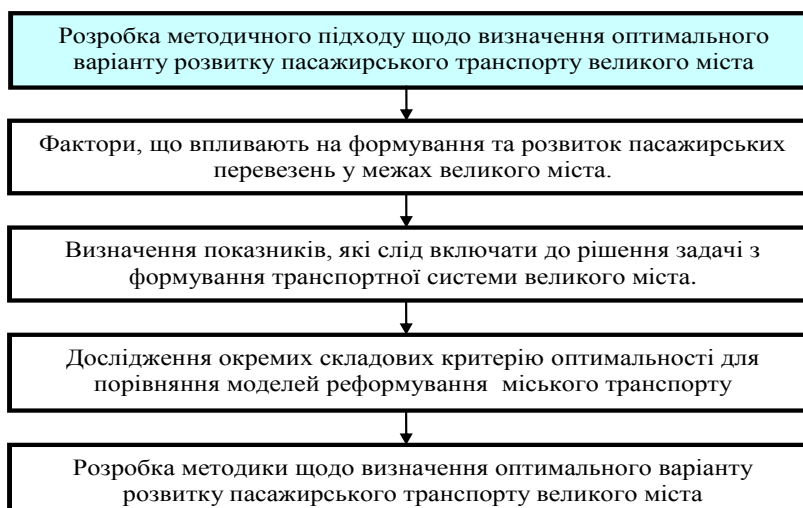 Розробка методичного підходу щодо визначення оптимального
варіанту розвитку пасажирського транспорту великого міста
Фактори, що впливають на формування та розвиток пасажирських
перевезень у межах великого міста.
Визначення показників, які слід включати до рішення задачі з
формування транспортної системи великого міста.
Дослідження окремих складових критерію оптимальності для
порівняння моделей реформування міського транспорту
Розробка методики щодо визначення оптимального варіанту
розвитку пасажирського транспорту великого міста